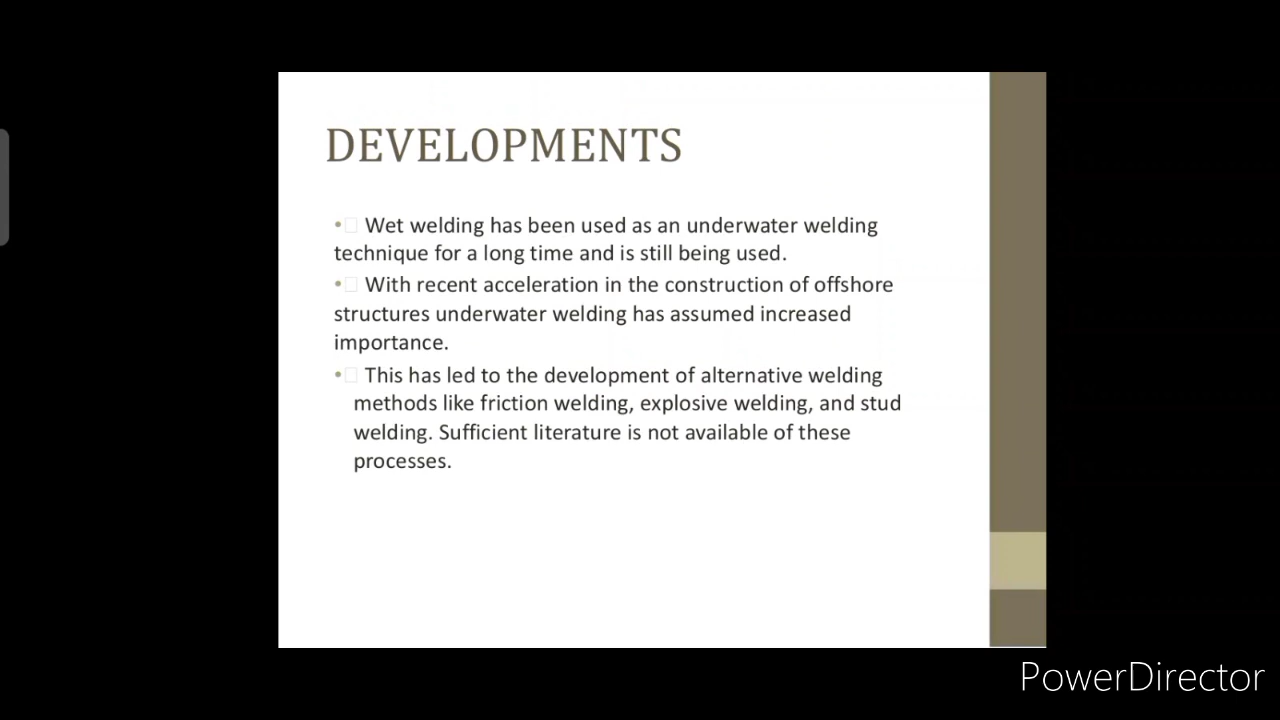 DEVELOPMENTS
• Wet welding has been used as an underwater welding
technique for a long time and is still being used.
• With recent acceleration in the construction of offshore
structures underwater welding has assumed increased
importance.
• This has led to the development of alternative welding
methods like friction welding, explosive welding, and stud
welding. Sufficient literature is not available of these
processes.
PowerDirector